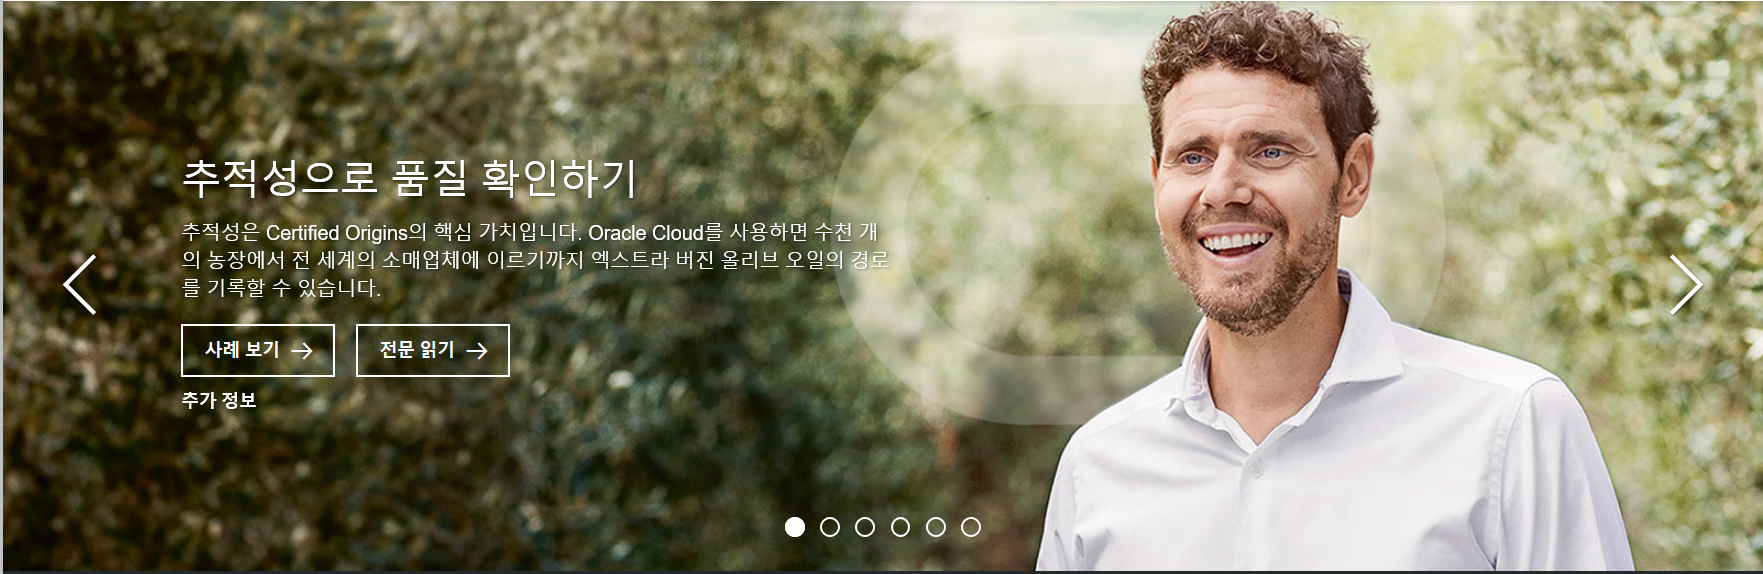 추적성으로 품질 확인하기
추적성은 Certified Origins의 핵심 가치입니다. Oracle Cloud를 사용하면 수천 개
의 농장에서 전 세계의 소매업체에 이르기까지 엑스트라 버진 올리브 오일의 경로
를 기록할 수 있습니다.
사례 보기 전문 읽기
추가 정보